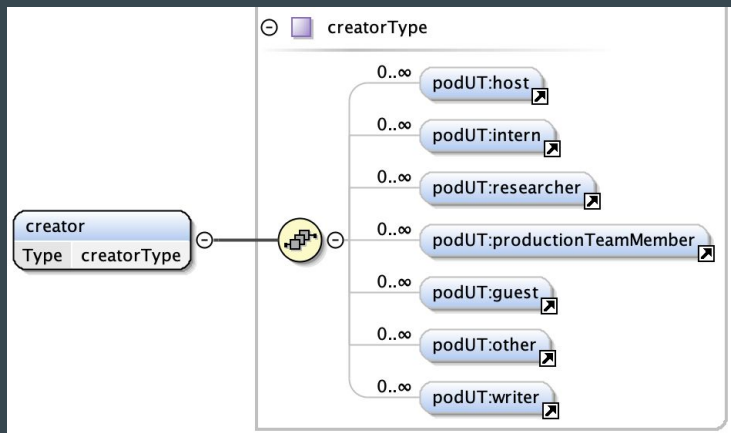 creatorType
0..∞
podUT:host
0..∞
podUT:intern
0..∞
podUT:researcher
creator
Type creatorType
0..∞
podUT:productionTeamMember
0..∞
podUT:guest
0..∞
podUT:other
0..∞
podUT:writer